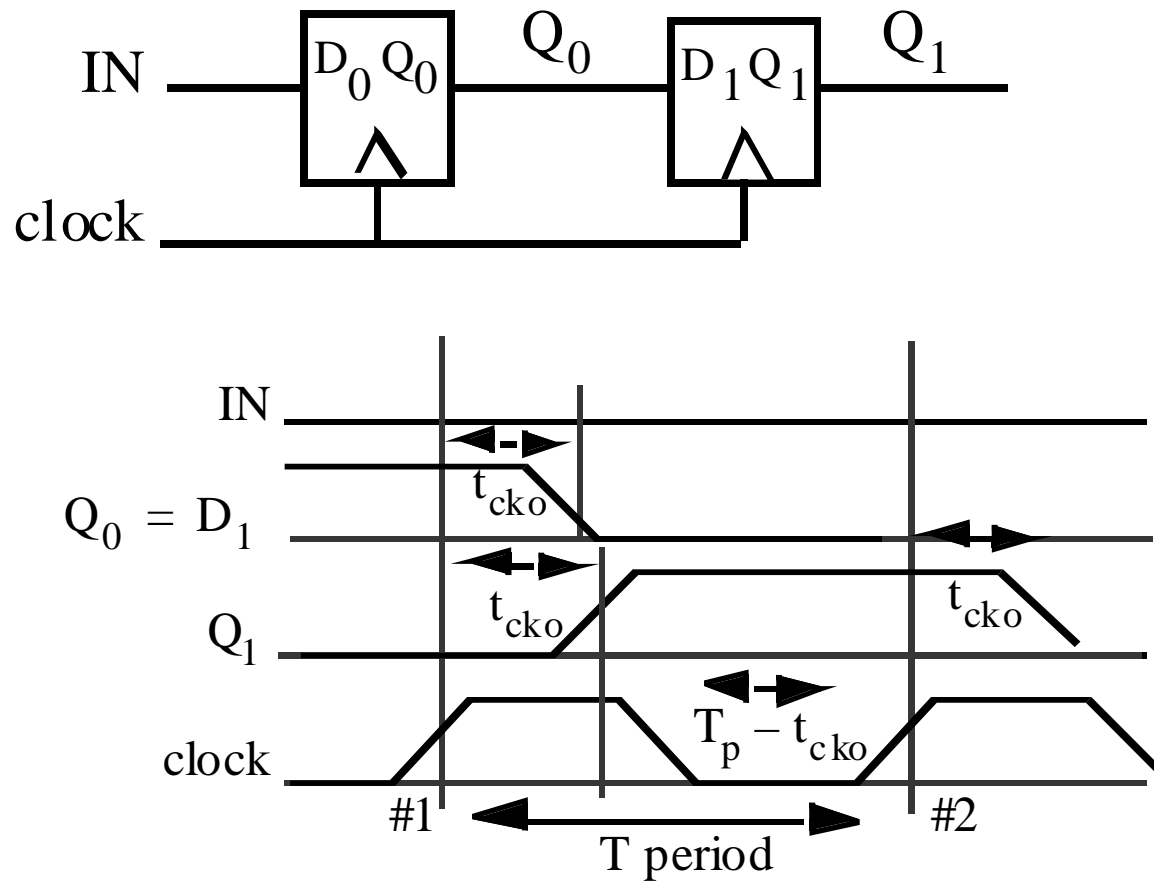 Q0 Q1
IN D0 Q0 D1 Q1
clock
IN
tcko
Q0 = D1
tcko tcko
Q1
Tp – tcko
clock
#1 #2
T period